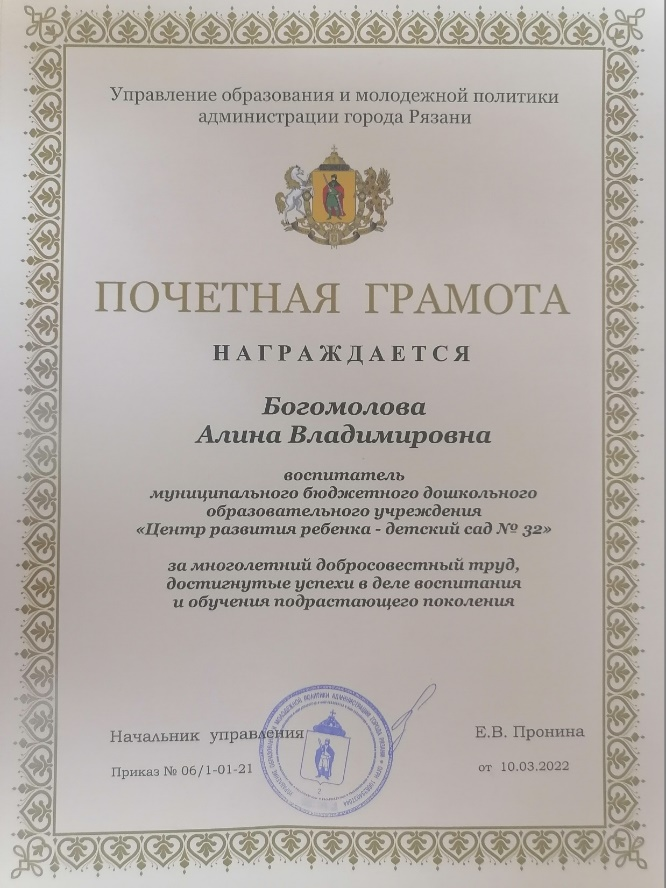 Управление образования и молодежной политики
администрации города Рязани
ПОЧЕТНАЯ ГРАМОТА
НАГРАЖДАЕТСЯ
Богомолова
Алина Владимировна
воспитатель
муниципального бюджетного дошкольного
образовательного учреждения
«Центр развития ребенка - детский сад № 32»
за многолетний добросовестный труд,
достигнутые успехи в деле воспитания
и обучения подрастающего поколения
Начальник управления
Е.В. Пронина
Приказ № 06/1-01-21
от 10.03.2022